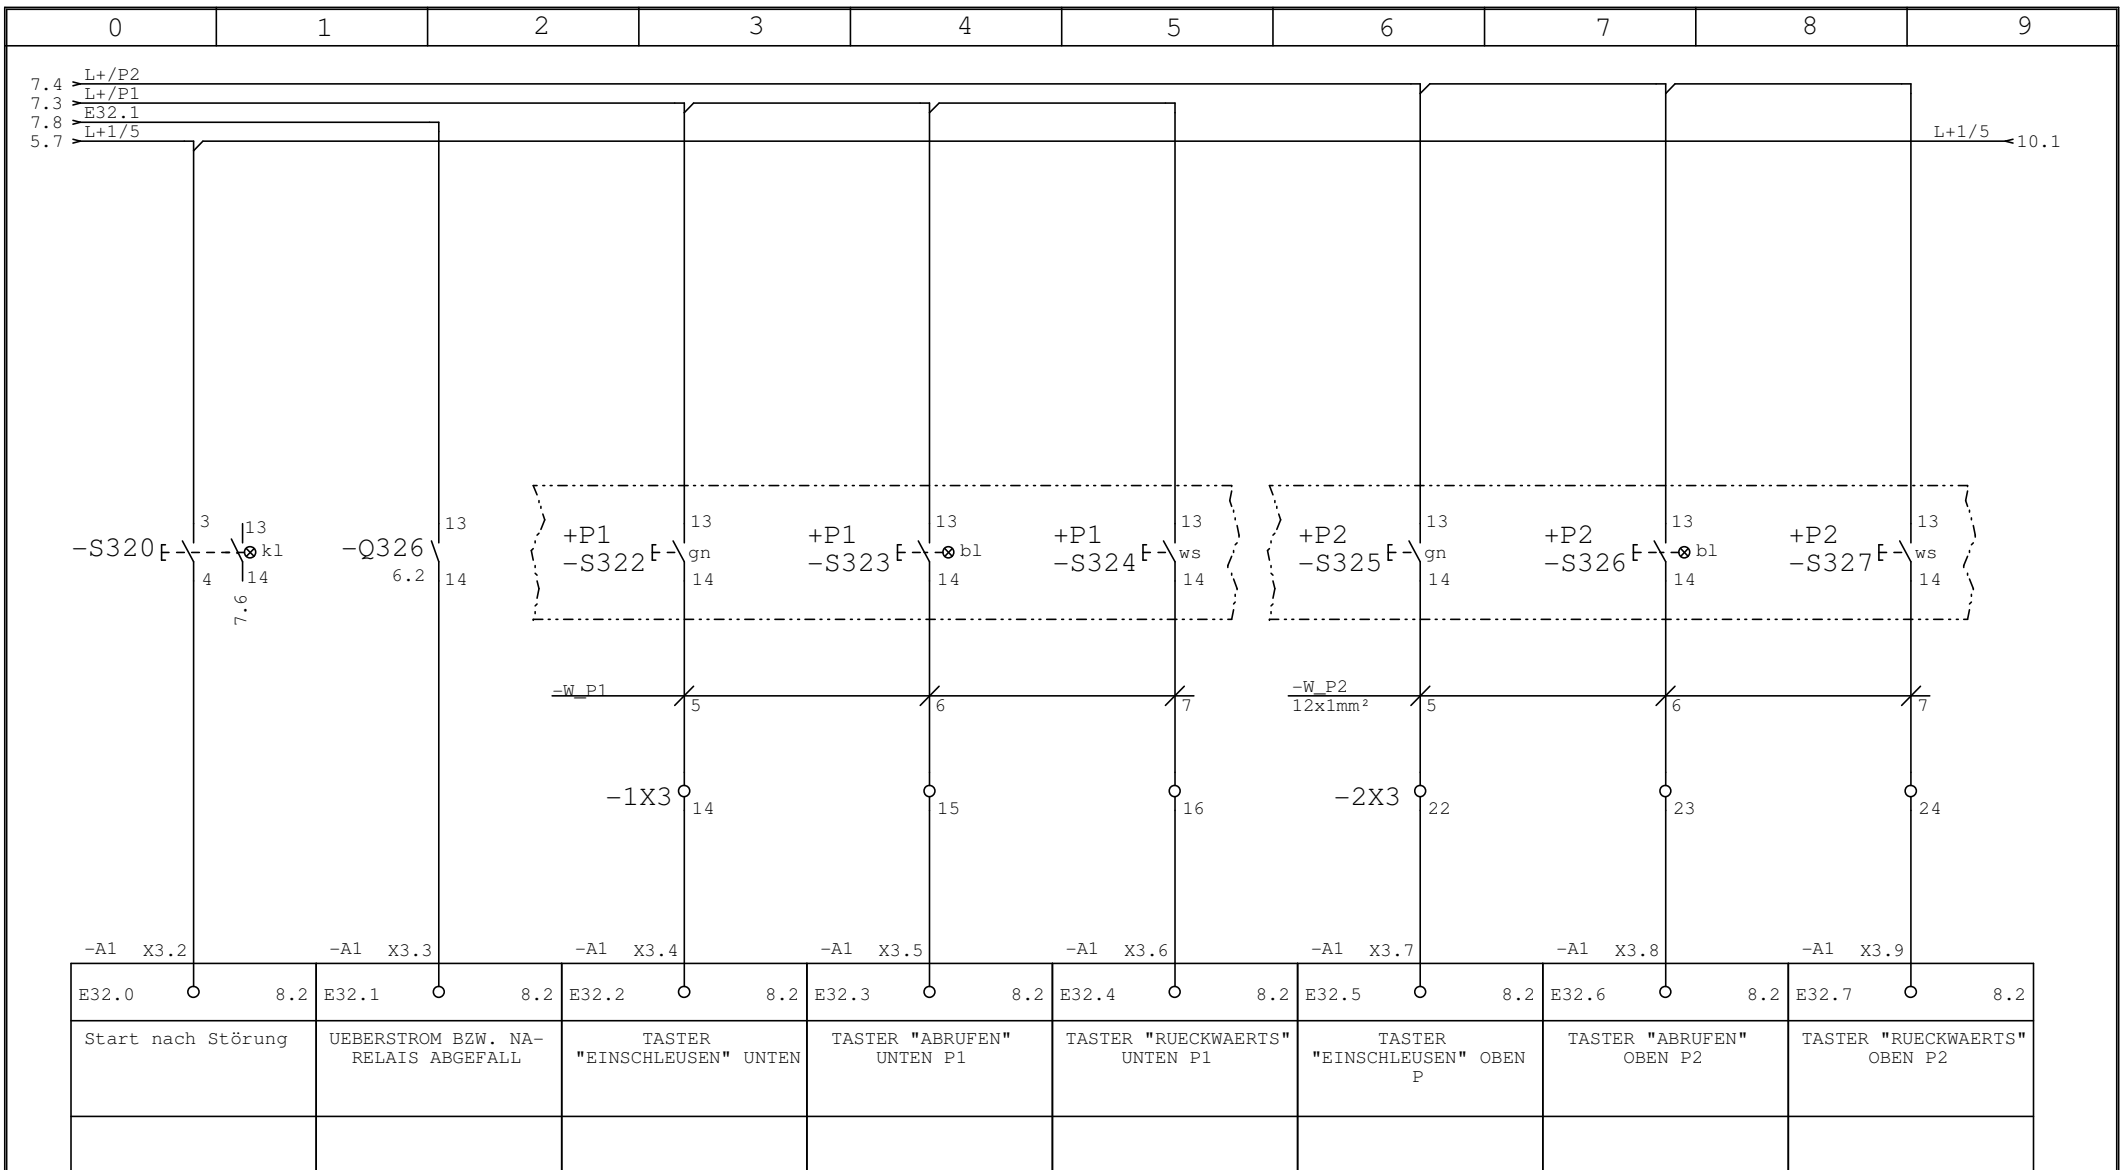 0 1 2 3 4 5 6 7 8 9
7.4 L+/P2
7.3 L+/P1
7.8 E32.1
5.7 L+1/5
L+1/5 10.1
-S320 3 4 13 14 kl
7.6
-Q326 13 14
6.2
+P1
-S322 13 14 gn
+P1
-S323 13 14 bl
+P1
-S324 13 14 ws
+P2
-S325 13 14 gn
+P2
-S326 13 14 bl
+P2
-S327 13 14 ws
-W_P1 5 6 7
-W_P2 5 6 7
12x1mm²
-1X3 14 15 16
-2X3 22 23 24
-A1 X3.2 -A1 X3.3 -A1 X3.4 -A1 X3.5 -A1 X3.6 -A1 X3.7 -A1 X3.8 -A1 X3.9
E32.0 8.2 E32.1 8.2 E32.2 8.2 E32.3 8.2 E32.4 8.2 E32.5 8.2 E32.6 8.2 E32.7 8.2
Start nach Störung
UEBERSTROM BZW. NA-
RELAIS ABGEFALL
TASTER
"EINSCHLEUSEN" UNTEN
TASTER "ABRUFEN"
UNTEN P1
TASTER "RUECKWAERTS"
UNTEN P1
TASTER
"EINSCHLEUSEN" OBEN
P
TASTER "ABRUFEN"
OBEN P2
TASTER "RUECKWAERTS"
OBEN P2